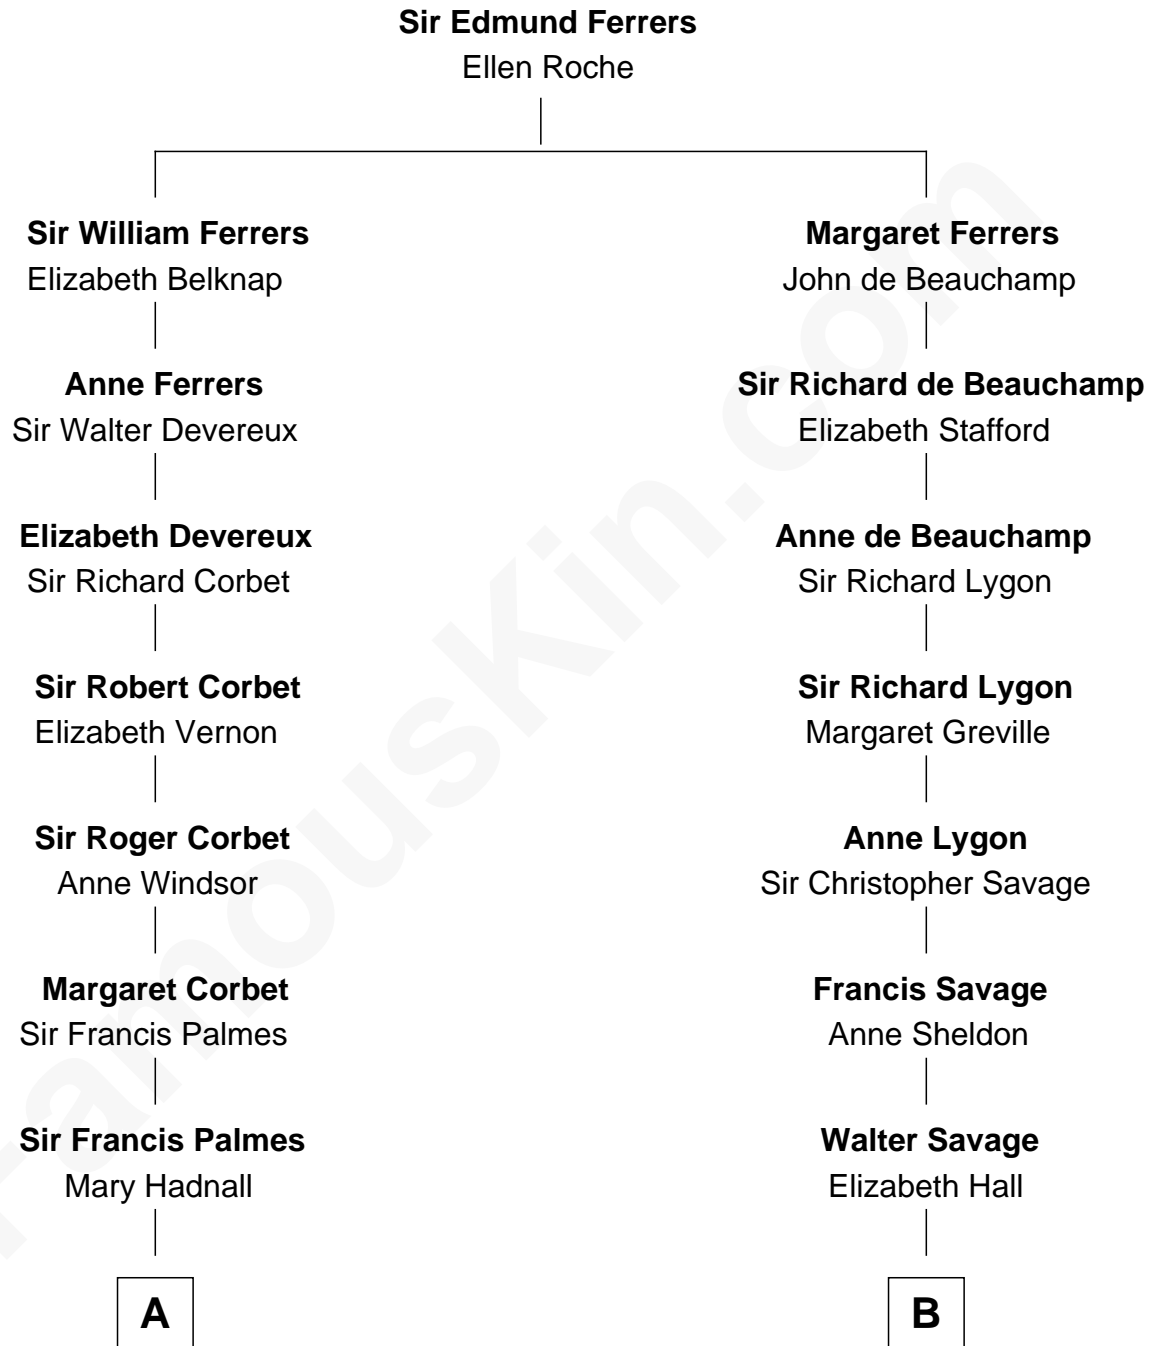 Sir Edmund Ferrers
Ellen Roche
Sir William Ferrers
Elizabeth Belknap
Margaret Ferrers
John de Beauchamp
Anne Ferrers
Sir Walter Devereux
Sir Richard de Beauchamp
Elizabeth Stafford
Elizabeth Devereux
Sir Richard Corbet
Anne de Beauchamp
Sir Richard Lygon
Sir Robert Corbet
Elizabeth Vernon
Sir Richard Lygon
Margaret Greville
Sir Roger Corbet
Anne Windsor
Anne Lygon
Sir Christopher Savage
Margaret Corbet
Sir Francis Palmes
Francis Savage
Anne Sheldon
Sir Francis Palmes
Mary Hadnall
Walter Savage
Elizabeth Hall
A
B
FamousKin.com